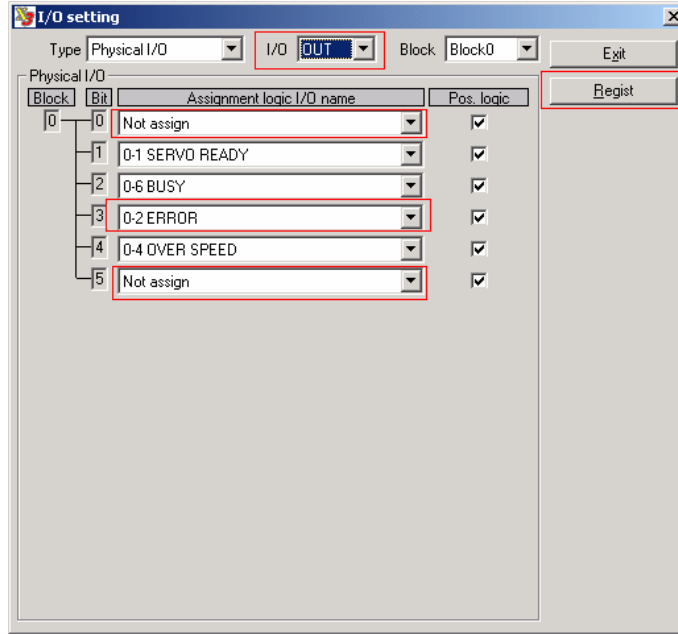 I/O setting
Type Physical I/O I/O OUT Block Block0 Exit
Physical I/O Regist
Block Bit Assignment logic I/O name Pos. logic
0 0 Not assign
1 0-1 SERVO READY
2 0-6 BUSY
3 0-2 ERROR
4 0-4 OVER SPEED
5 Not assign